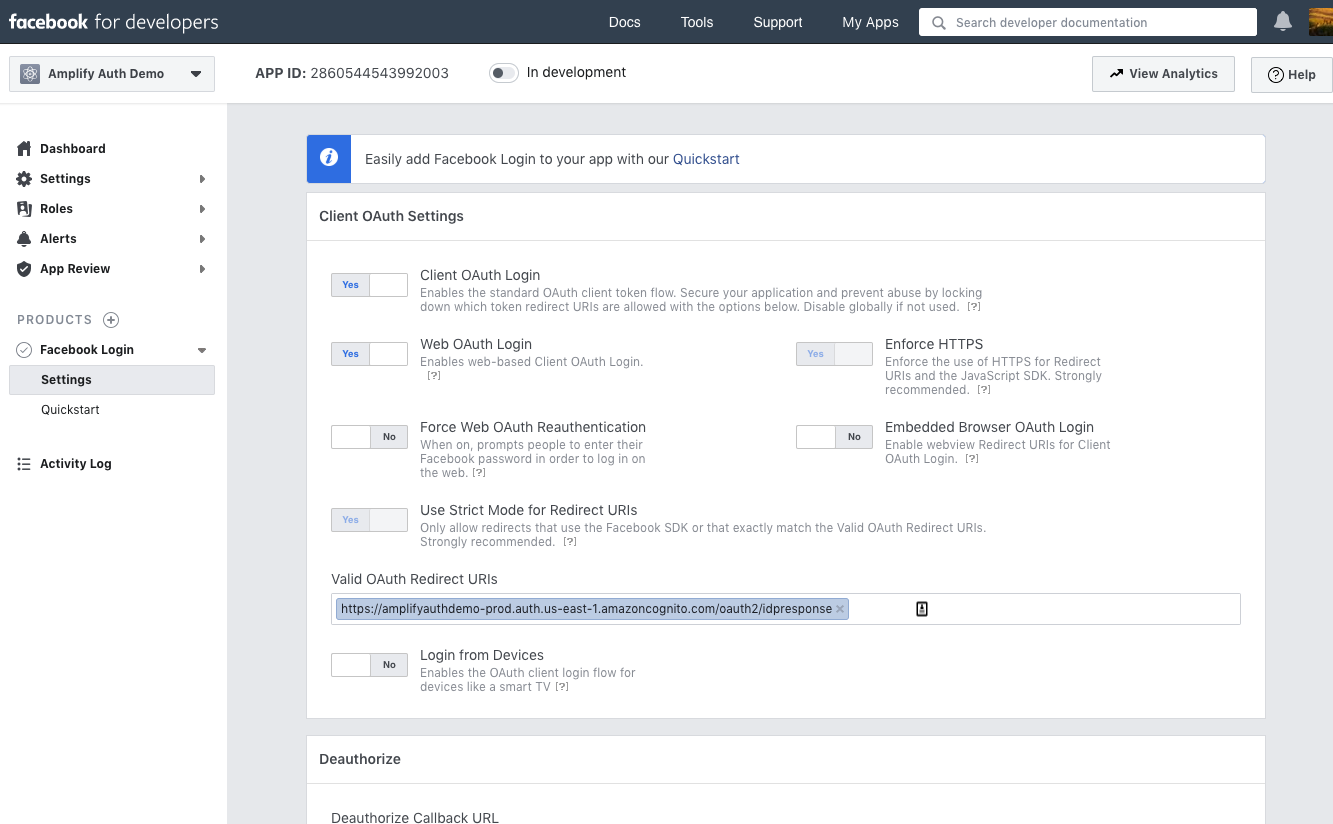 facebook for developers
Docs
Tools
Support
My Apps
Search developer documentation
Amplify Auth Demo
APP ID: 2860544543992003
In development
View Analytics
Help
Dashboard
Settings
Roles
Alerts
App Review
PRODUCTS
Facebook Login
Settings
Quickstart
Activity Log
Easily add Facebook Login to your app with our Quickstart
Client OAuth Settings
Yes
Client OAuth Login
Enables the standard OAuth client token flow. Secure your application and prevent abuse by locking
down which token redirect URIs are allowed with the options below. Disable globally if not used. [?]
Yes
Web OAuth Login
Enables web-based Client OAuth Login.
[?]
Yes
Enforce HTTPS
Enforce the use of HTTPS for Redirect
URIs and the JavaScript SDK. Strongly
recommended. [?]
No
Force Web OAuth Reauthentication
When on, prompts people to enter their
Facebook password in order to log in on
the web. [?]
No
Embedded Browser OAuth Login
Enable webview Redirect URIs for Client
OAuth Login. [?]
Yes
Use Strict Mode for Redirect URIs
Only allow redirects that use the Facebook SDK or that exactly match the Valid OAuth Redirect URIs.
Strongly recommended. [?]
Valid OAuth Redirect URIs
https://amplifyauthdemo-prod.auth.us-east-1.amazoncognito.com/oauth2/idpresponse ×
No
Login from Devices
Enables the OAuth client login flow for
devices like a smart TV [?]
Deauthorize
Deauthorize Callback URL